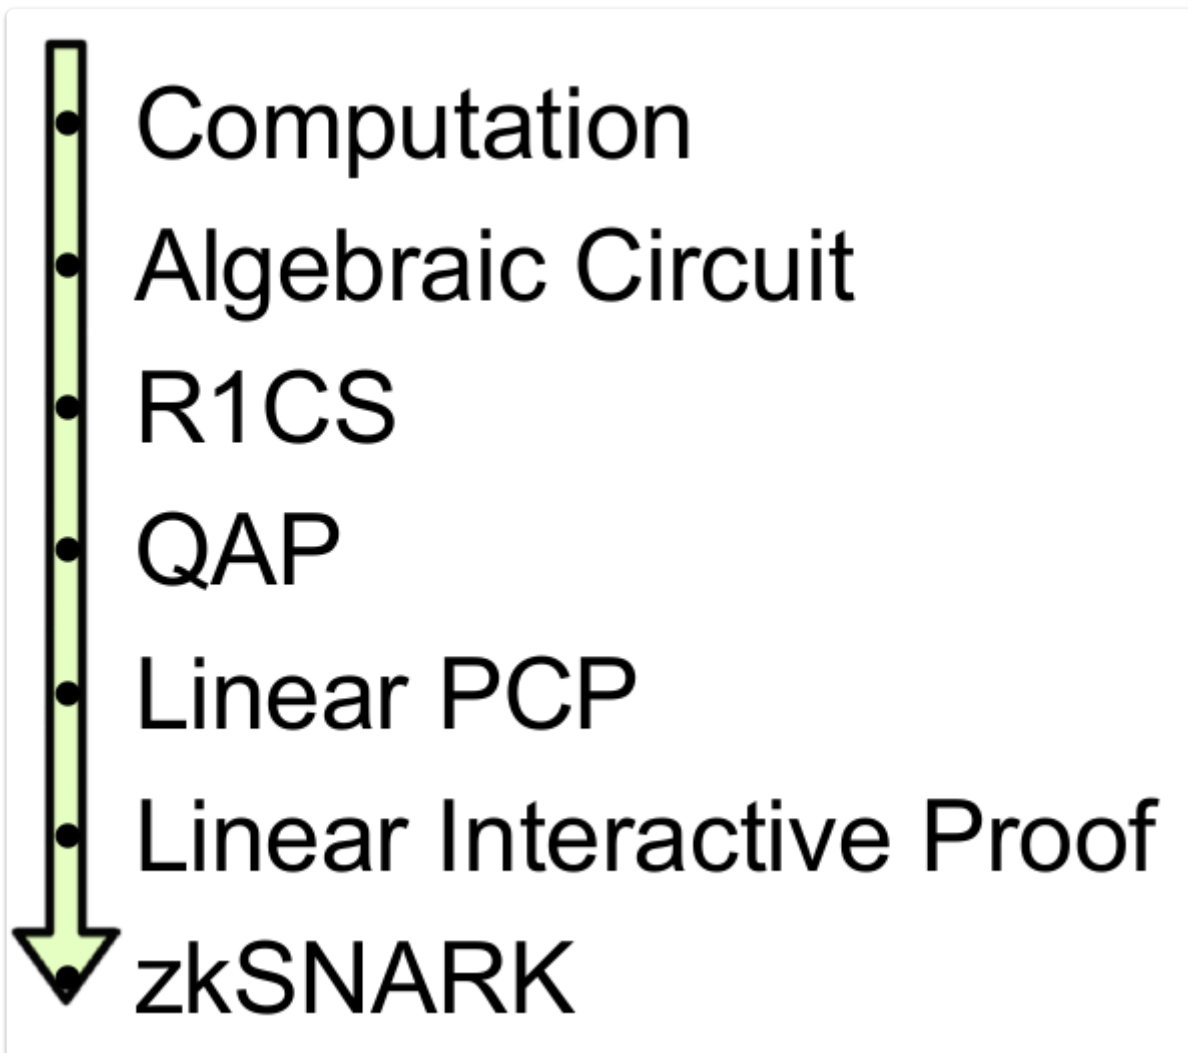 Computation
Algebraic Circuit
R1CS
QAP
Linear PCP
Linear Interactive Proof
zkSNARK